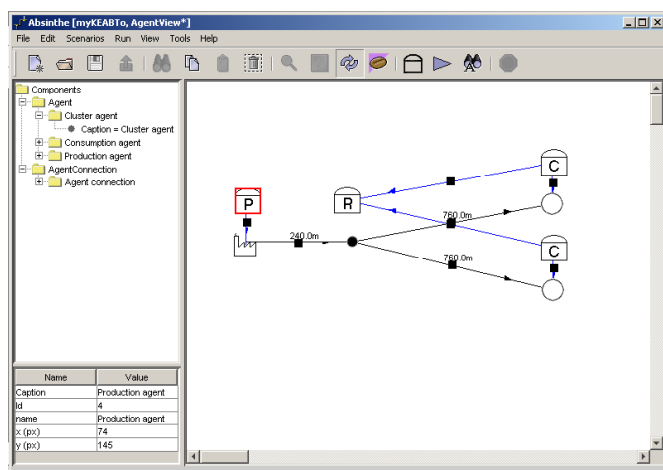 Absinthe [myKEABTo, AgentView*]
File Edit Scenarios Run View Tools Help
Components
Agent
Cluster agent
Caption = Cluster agent
Consumption agent
Production agent
AgentConnection
Agent connection
C
P
R
760.0m
240.0m
C
760.0m
Name Value
Caption Production agent
Id 4
name Production agent
x (px) 74
y (px) 145